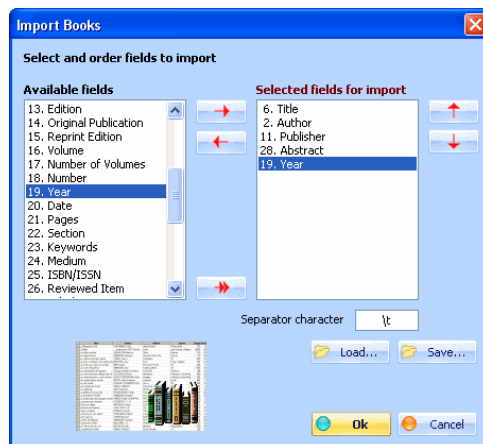 Import Books
Select and order fields to import
Available fields
13. Edition
14. Original Publication
15. Reprint Edition
16. Volume
17. Number of Volumes
18. Number
19. Year
20. Date
21. Pages
22. Section
23. Keywords
24. Medium
25. ISBN/ISSN
26. Reviewed Item
Selected fields for import
6. Title
2. Author
11. Publisher
28. Abstract
19. Year
Separator character
\t
Load...
Save...
Ok
Cancel